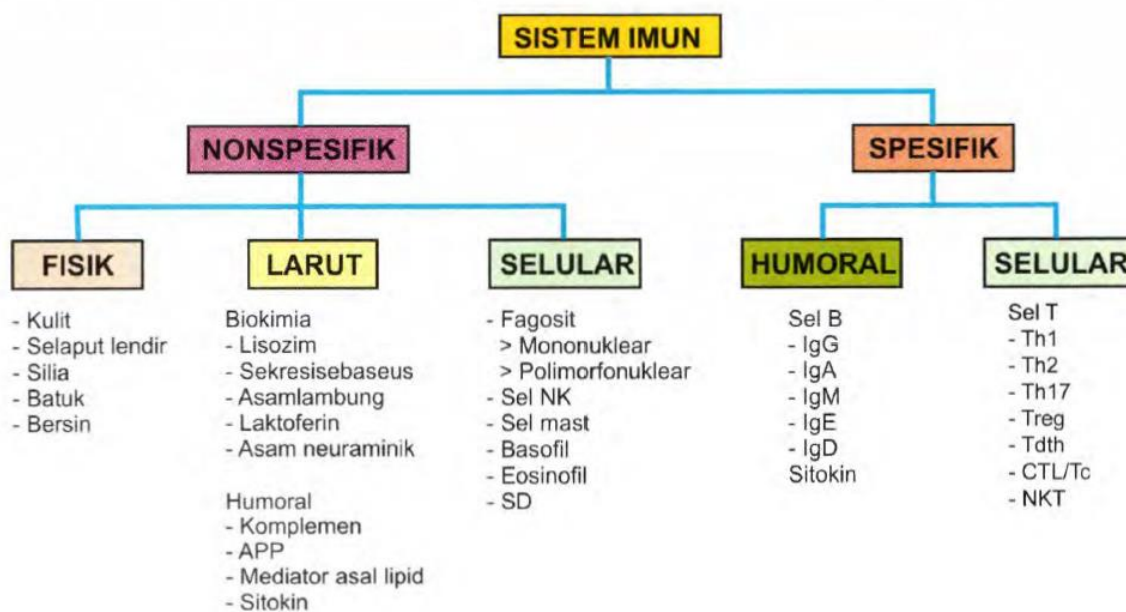 SISTEM IMUN
NONSPESIFIK
SPESIFIK
FISIK
- Kulit
- Selaput lendir
- Silia
- Batuk
- Bersin
LARUT
Biokimia
- Lisozim
- Sekresisebaseus
- Asamlambung
- Laktoferin
- Asam neuraminik
Humoral
- Komplemen
- APP
- Mediator asal lipid
- Sitokin
SELULAR
- Fagosit
> Mononuklear
> Polimorfonuklear
- Sel NK
- Sel mast
- Basofil
- Eosinofil
- SD
HUMORAL
Sel B
- IgG
- IgA
- IgM
- IgE
- IgD
Sitokin
SELULAR
Sel T
- Th1
- Th2
- Th17
- Treg
- Tdth
- CTL/Tc
- NKT